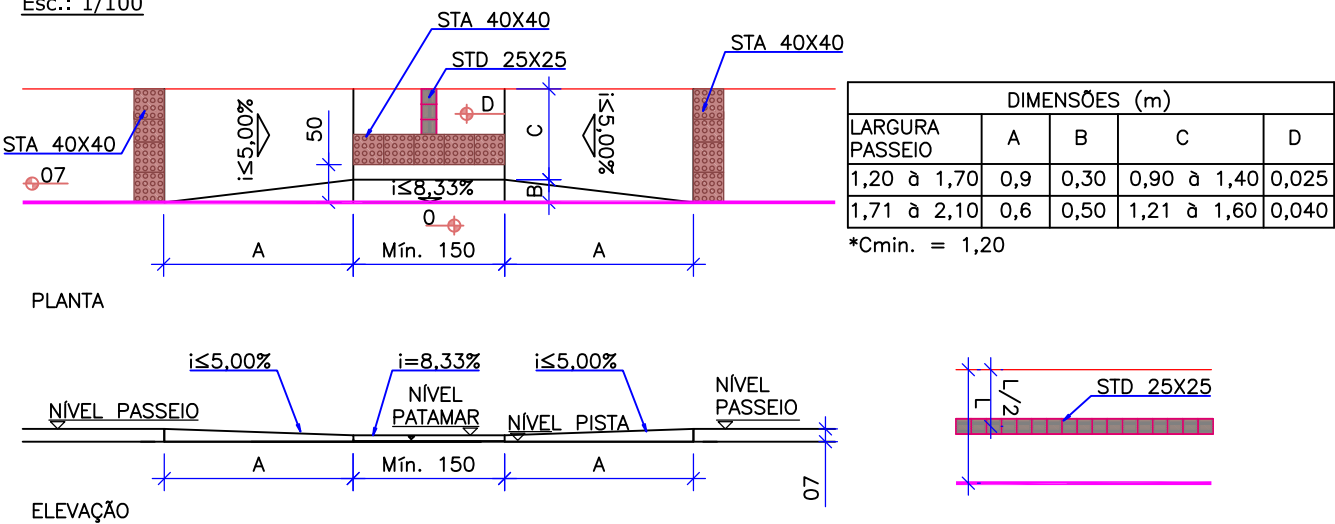 Esc.: 1/100
STA 40X40
STD 25X25
STA 40X40
STA 40X40
07
i≤5,00%
50
D
C
i≤5,00%
i≤8,33%
B
0
A
Mín. 150
A
PLANTA
DIMENSÕES (m)
LARGURA PASSEIO A B C D
1,20 à 1,70 0,9 0,30 0,90 à 1,40 0,025
1,71 à 2,10 0,6 0,50 1,21 à 1,60 0,040
*Cmin. = 1,20
i≤5,00%
i=8,33%
i≤5,00%
NÍVEL PASSEIO
NÍVEL
PATAMAR
NÍVEL PISTA
NÍVEL
PASSEIO
A
Mín. 150
A
07
ELEVAÇÃO
L
L/2
STD 25X25